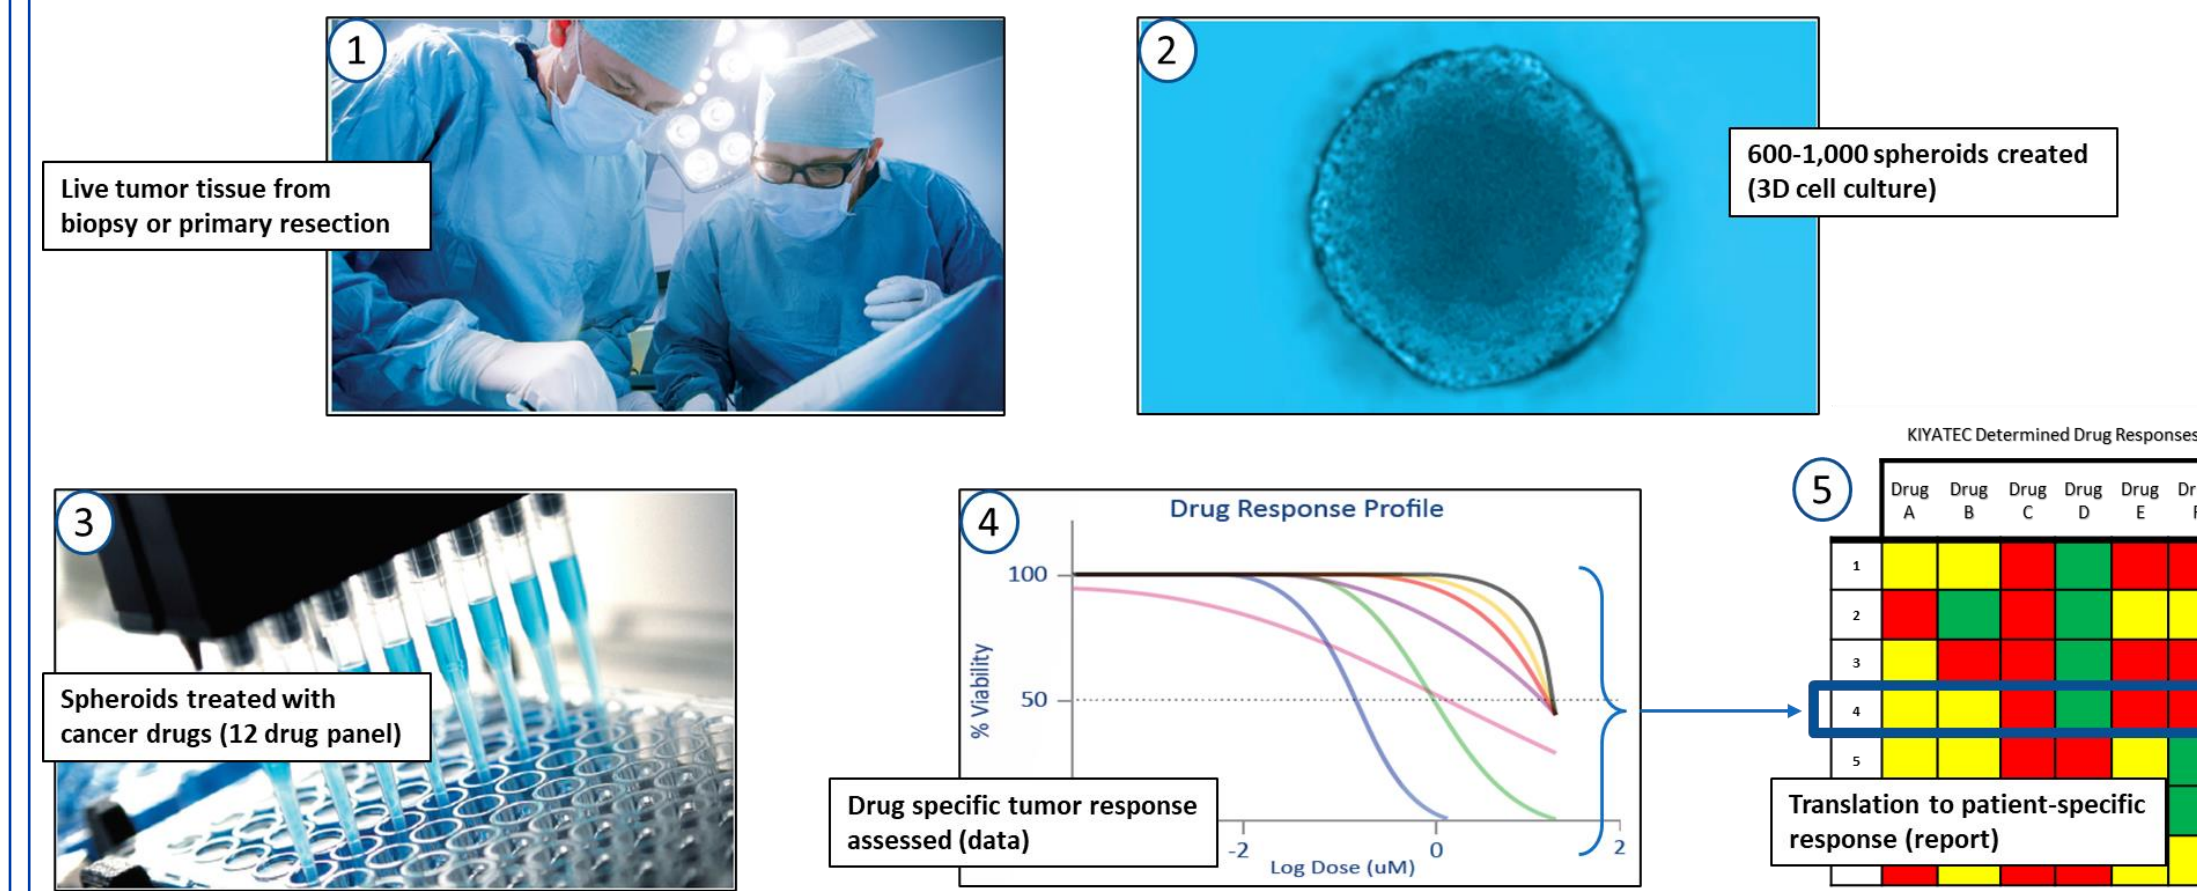 1
Live tumor tissue from
biopsy or primary resection
2
600-1,000 spheroids created
(3D cell culture)
3
Spheroids treated with
cancer drugs (12 drug panel)
4
Drug Response Profile
100
50
% Viability
-2
0
2
Log Dose (uM)
Drug specific tumor response
assessed (data)
KIYATEC Determined Drug Responses
5
Drug Drug Drug Drug Drug
A B C D E
1
2
3
4
5
Translation to patient-specific
response (report)